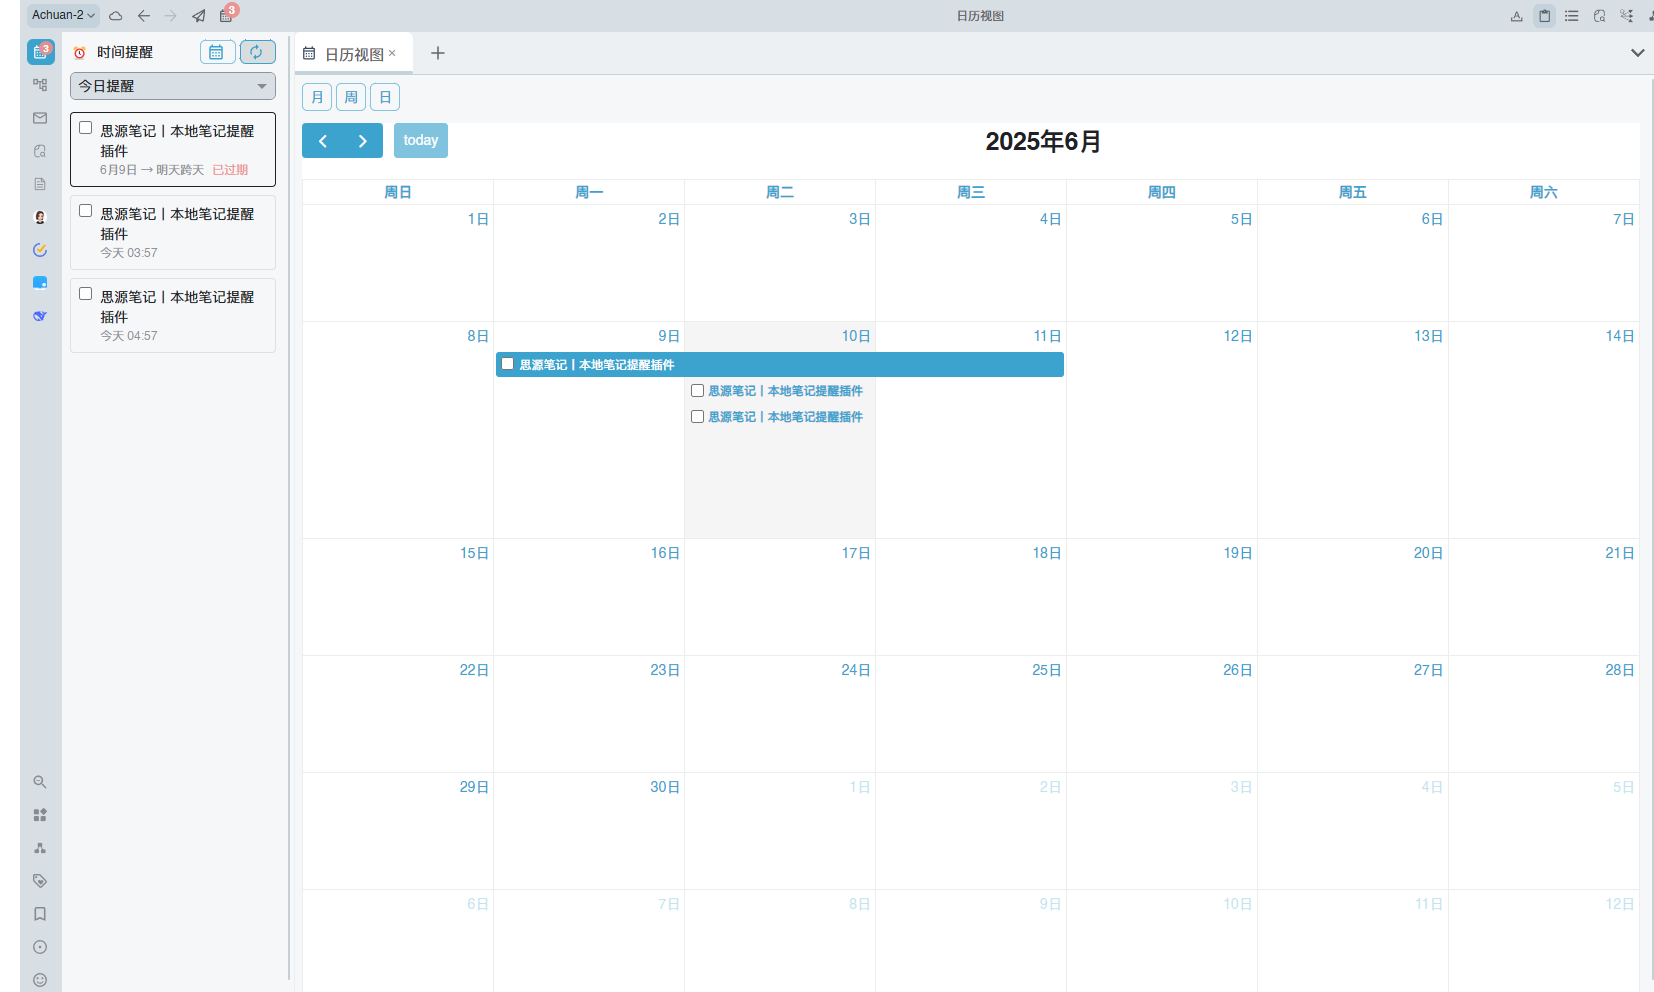 Achuan-2
3
日历视图
3
时间提醒
今日提醒
思源笔记丨本地笔记提醒
插件
6月9日 → 明天跨天 已过期
思源笔记丨本地笔记提醒
插件
今天 03:57
思源笔记丨本地笔记提醒
插件
今天 04:57
日历视图 ×
月 周 日
today
2025年6月
周日 周一 周二 周三 周四 周五 周六
1日 2日 3日 4日 5日 6日 7日
8日 9日 10日 11日 12日 13日 14日
思源笔记丨本地笔记提醒插件
思源笔记丨本地笔记提醒插件
思源笔记丨本地笔记提醒插件
15日 16日 17日 18日 19日 20日 21日
22日 23日 24日 25日 26日 27日 28日
29日 30日 1日 2日 3日 4日 5日
6日 7日 8日 9日 10日 11日 12日